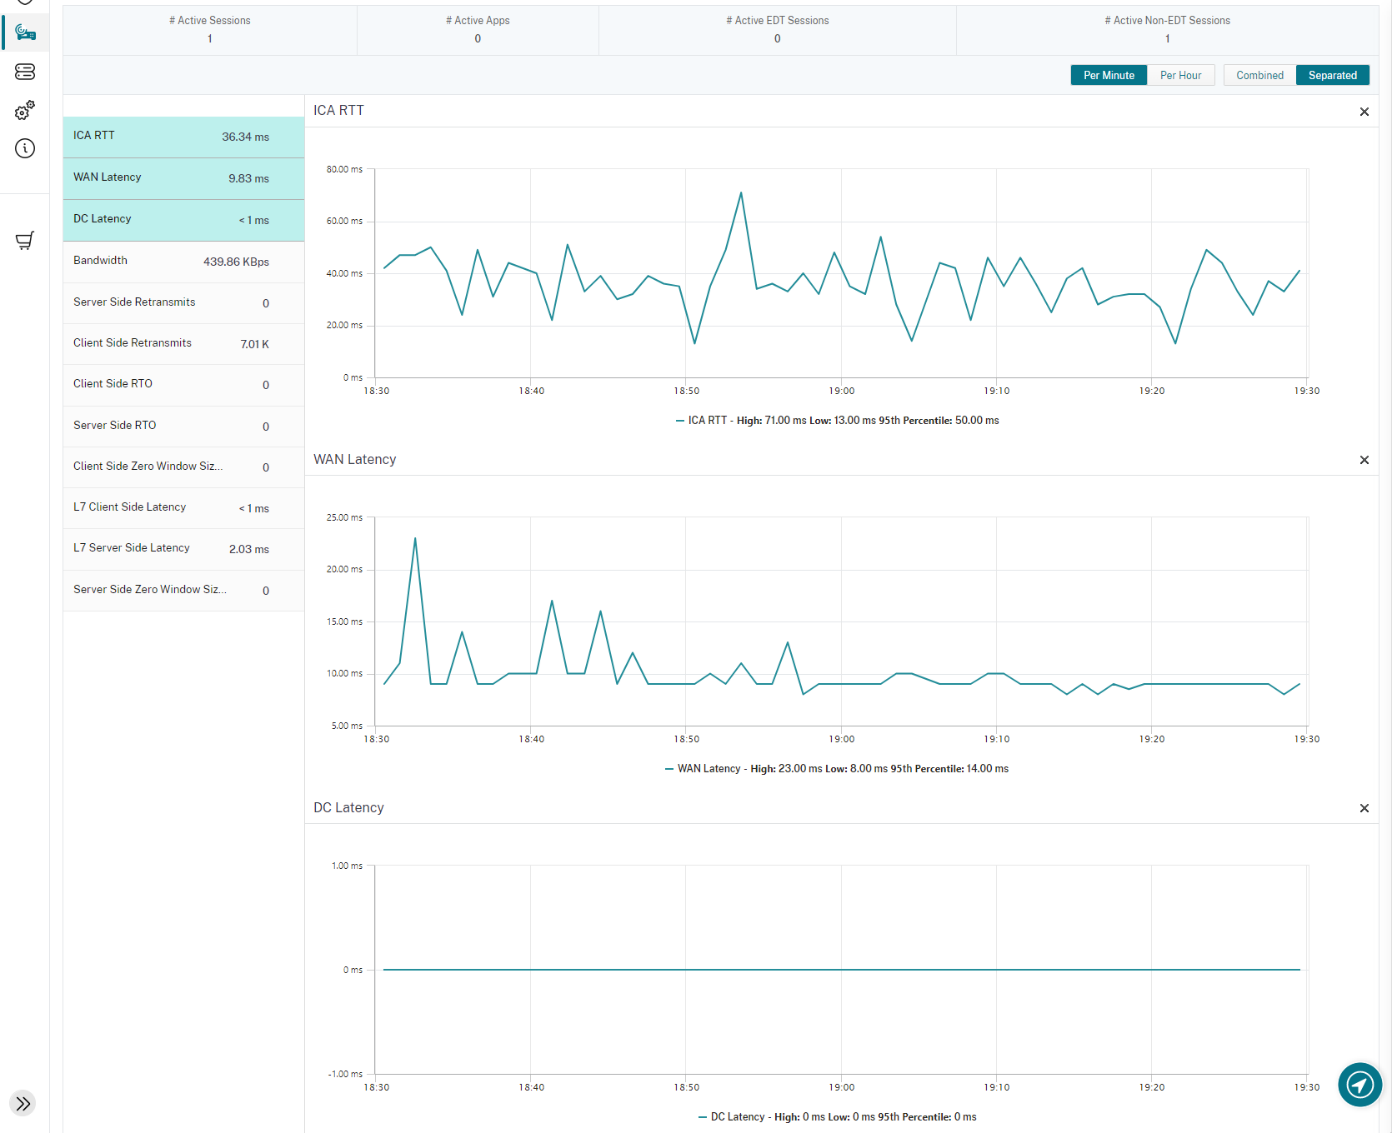 # Active Sessions
1
# Active Apps
0
# Active EDT Sessions
0
# Active Non-EDT Sessions
1
Per Minute
Per Hour
Combined
Separated
ICA RTT 36.34 ms
WAN Latency 9.83 ms
DC Latency < 1 ms
Bandwidth 439.86 KBps
Server Side Retransmits 0
Client Side Retransmits 7.01 K
Client Side RTO 0
Server Side RTO 0
Client Side Zero Window Siz... 0
L7 Client Side Latency < 1 ms
L7 Server Side Latency 2.03 ms
Server Side Zero Window Siz... 0
ICA RTT
80.00 ms
60.00 ms
40.00 ms
20.00 ms
0 ms
18:30 18:40 18:50 19:00 19:10 19:20 19:30
ICA RTT - High: 71.00 ms Low: 13.00 ms 95th Percentile: 50.00 ms
WAN Latency
25.00 ms
20.00 ms
15.00 ms
10.00 ms
5.00 ms
18:30 18:40 18:50 19:00 19:10 19:20 19:30
WAN Latency - High: 23.00 ms Low: 8.00 ms 95th Percentile: 14.00 ms
DC Latency
1.00 ms
0 ms
-1.00 ms
18:30 18:40 18:50 19:00 19:10 19:20 19:30
DC Latency - High: 0 ms Low: 0 ms 95th Percentile: 0 ms